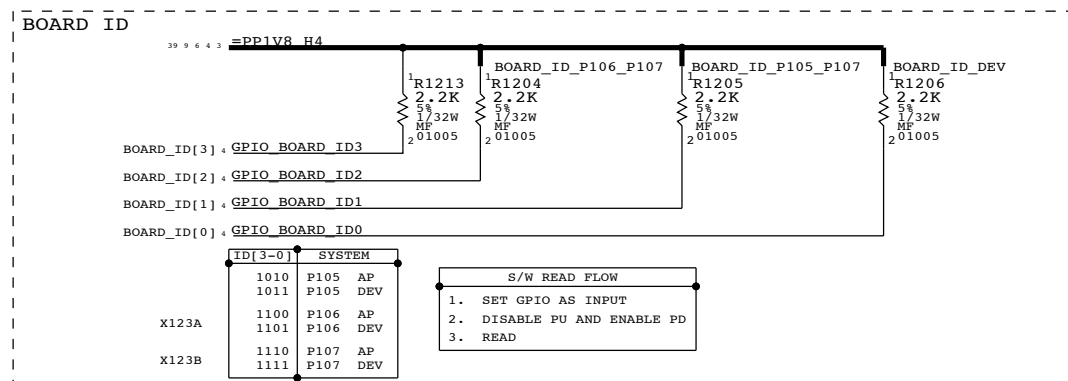 BOARD ID
39 9 6 4 3 =PP1V8_H4
BOARD_ID_P106_P107 BOARD_ID_P105_P107 BOARD_ID_DEV
1 R1213 1 R1204 1 R1205 1 R1206
2.2K 2.2K 2.2K 2.2K
5% 5% 5% 5%
1/32W 1/32W 1/32W 1/32W
MF MF MF MF
2 01005 2 01005 2 01005 2 01005
BOARD_ID[3] 4 GPIO_BOARD_ID3
BOARD_ID[2] 4 GPIO_BOARD_ID2
BOARD_ID[1] 4 GPIO_BOARD_ID1
BOARD_ID[0] 4 GPIO_BOARD_ID0
ID[3-0] SYSTEM
1010 P105 AP
1011 P105 DEV
X123A
1100 P106 AP
1101 P106 DEV
X123B
1110 P107 AP
1111 P107 DEV
S/W READ FLOW
1. SET GPIO AS INPUT
2. DISABLE PU AND ENABLE PD
3. READ